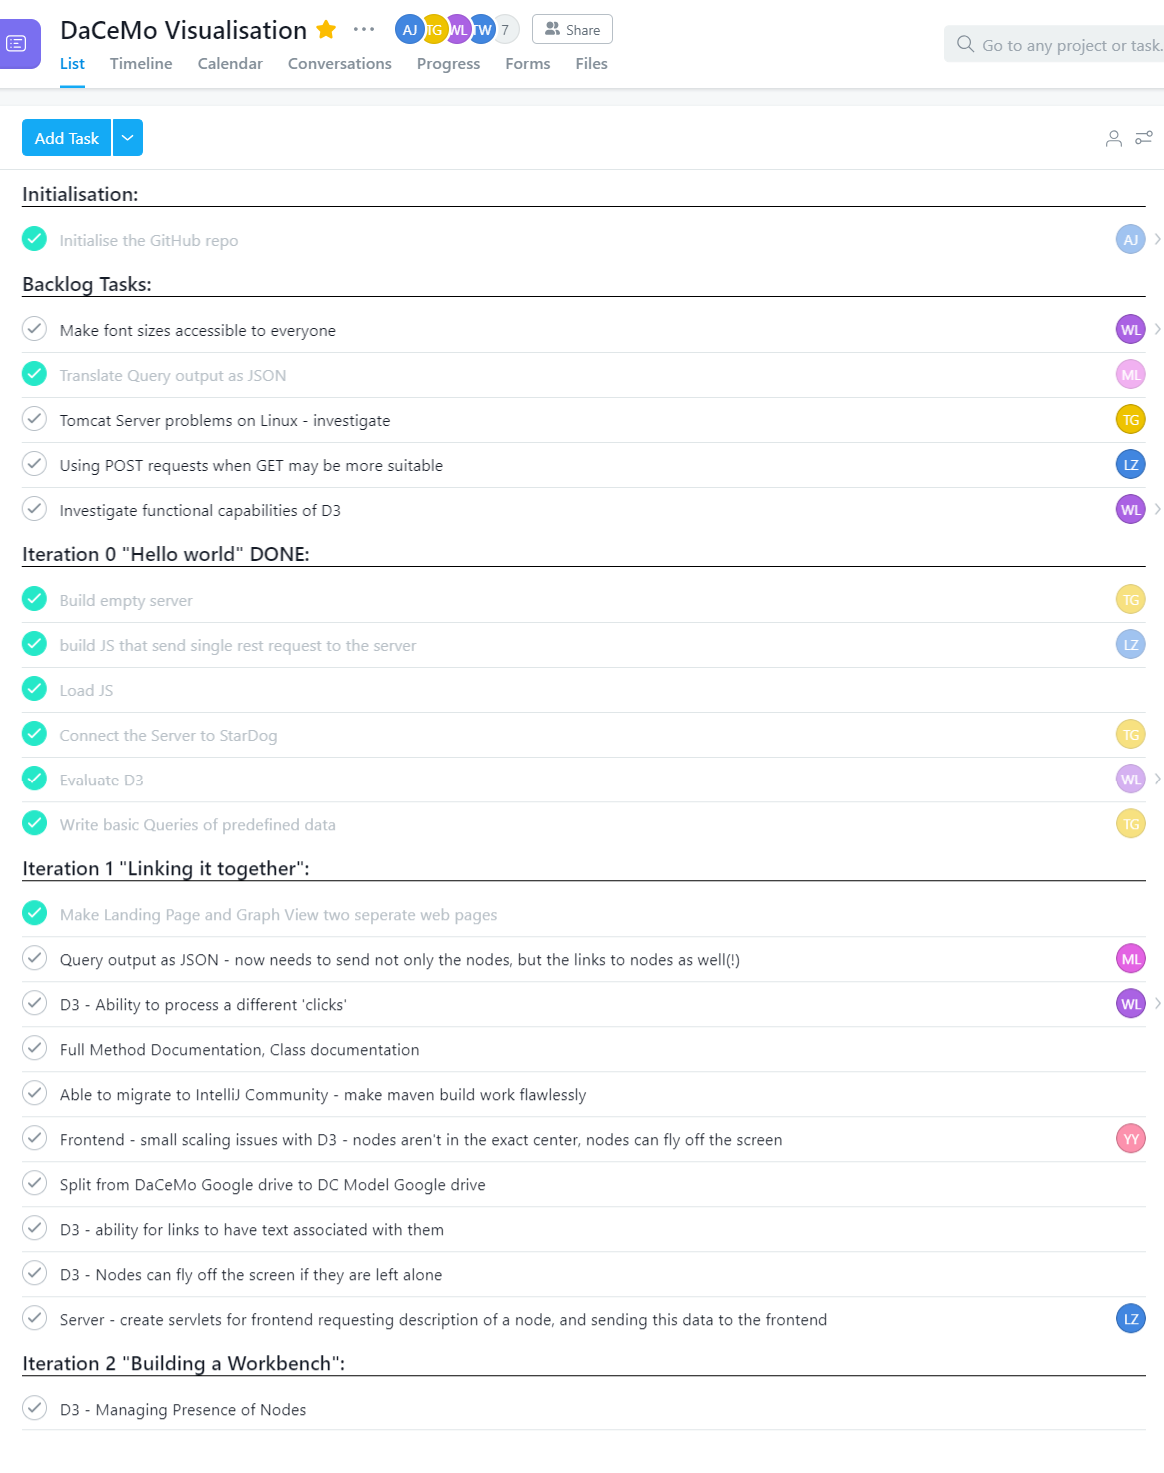 DaCeMo Visualisation
AJ TG WL TW 7 Share
Go to any project or task.
List Timeline Calendar Conversations Progress Forms Files
Add Task
Initialisation:
Initialise the GitHub repo AJ
Backlog Tasks:
Make font sizes accessible to everyone WL
Translate Query output as JSON ML
Tomcat Server problems on Linux - investigate TG
Using POST requests when GET may be more suitable LZ
Investigate functional capabilities of D3 WL
Iteration 0 "Hello world" DONE:
Build empty server TG
build JS that send single rest request to the server LZ
Load JS
Connect the Server to StarDog TG
Evaluate D3 WL
Write basic Queries of predefined data TG
Iteration 1 "Linking it together":
Make Landing Page and Graph View two seperate web pages
Query output as JSON - now needs to send not only the nodes, but the links to nodes as well(!) ML
D3 - Ability to process a different 'clicks' WL
Full Method Documentation, Class documentation
Able to migrate to IntelliJ Community - make maven build work flawlessly
Frontend - small scaling issues with D3 - nodes aren't in the exact center, nodes can fly off the screen YY
Split from DaCeMo Google drive to DC Model Google drive
D3 - ability for links to have text associated with them
D3 - Nodes can fly off the screen if they are left alone
Server - create servlets for frontend requesting description of a node, and sending this data to the frontend LZ
Iteration 2 "Building a Workbench":
D3 - Managing Presence of Nodes